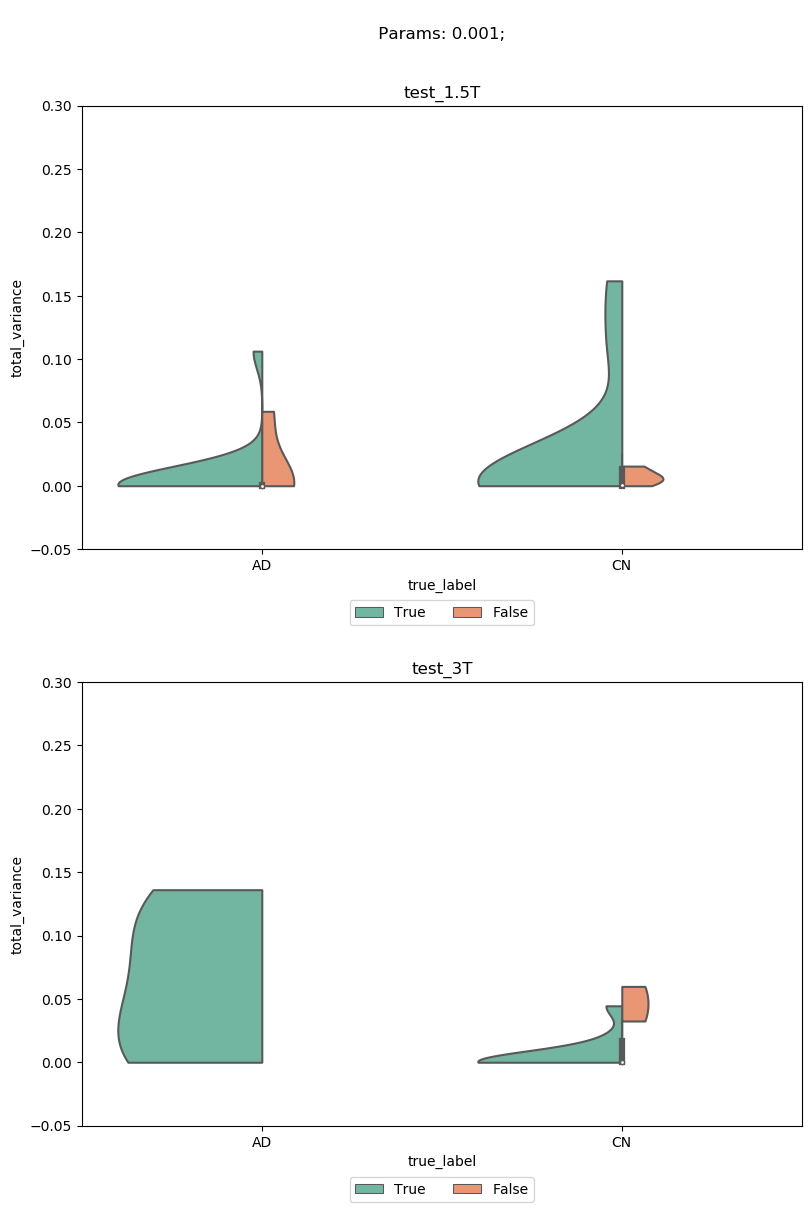 Params: 0.001;
test_1.5T
0.30
0.25
0.20
0.15
0.10
0.05
0.00
−0.05
total_variance
AD CN
true_label
True False
test_3T
0.30
0.25
0.20
0.15
0.10
0.05
0.00
−0.05
total_variance
AD CN
true_label
True False